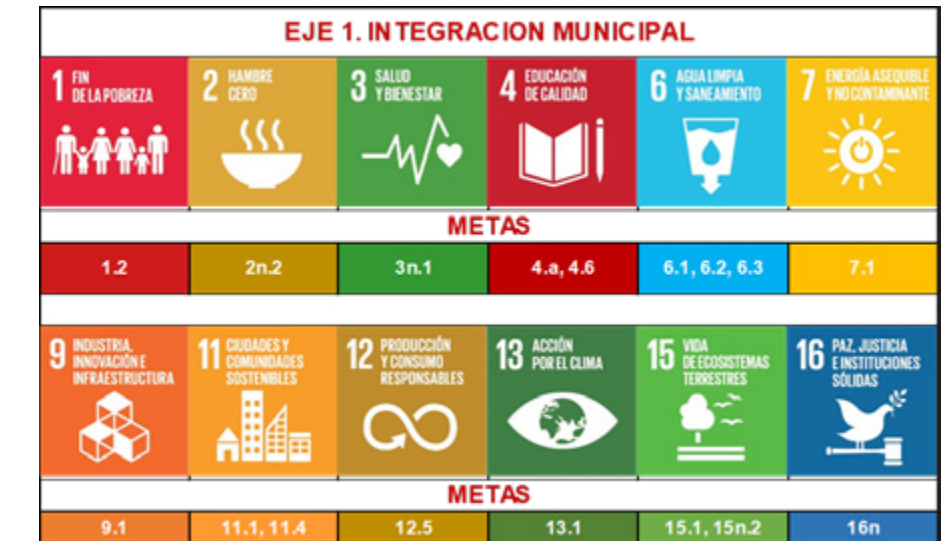 EJE 1. INTEGRACION MUNICIPAL
1 FIN
DE LA POBREZA
2 HAMBRE
CERO
3 SALUD
Y BIENESTAR
4 EDUCACIÓN
DE CALIDAD
6 AGUA LIMPIA
Y SANEAMIENTO
7 ENERGÍA ASEQUIBLE
Y NO CONTAMINANTE
METAS
1.2
2n.2
3n.1
4.a, 4.6
6.1, 6.2, 6.3
7.1
9 INDUSTRIA,
INNOVACIÓN E
INFRAESTRUCTURA
11 CIUDADES Y
COMUNIDADES
SOSTENIBLES
12 PRODUCCIÓN
Y CONSUMO
RESPONSABLES
13 ACCIÓN
POR EL CLIMA
15 VIDA
DE ECOSISTEMAS
TERRESTRES
16 PAZ, JUSTICIA
E INSTITUCIONES
SÓLIDAS
METAS
9.1
11.1, 11.4
12.5
13.1
15.1, 15n.2
16n